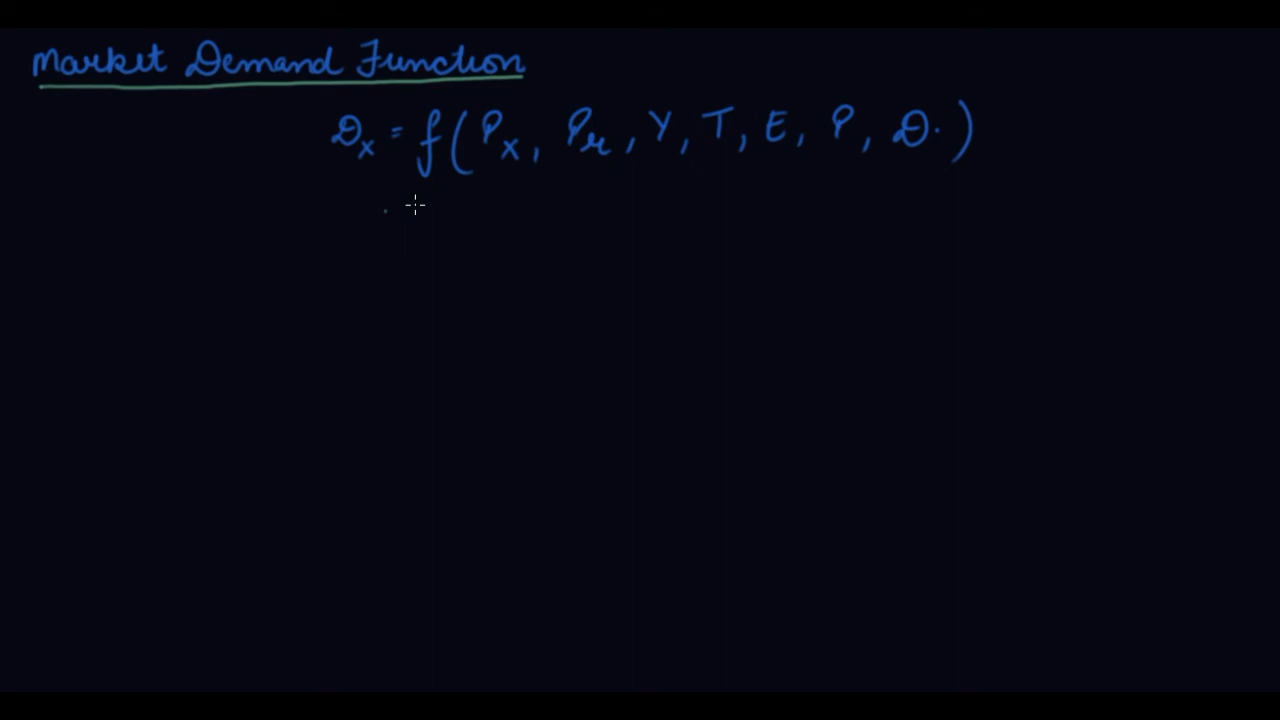 Market Demand Function
Dx = f(Px, Pr, Y, T, E, P, D.)